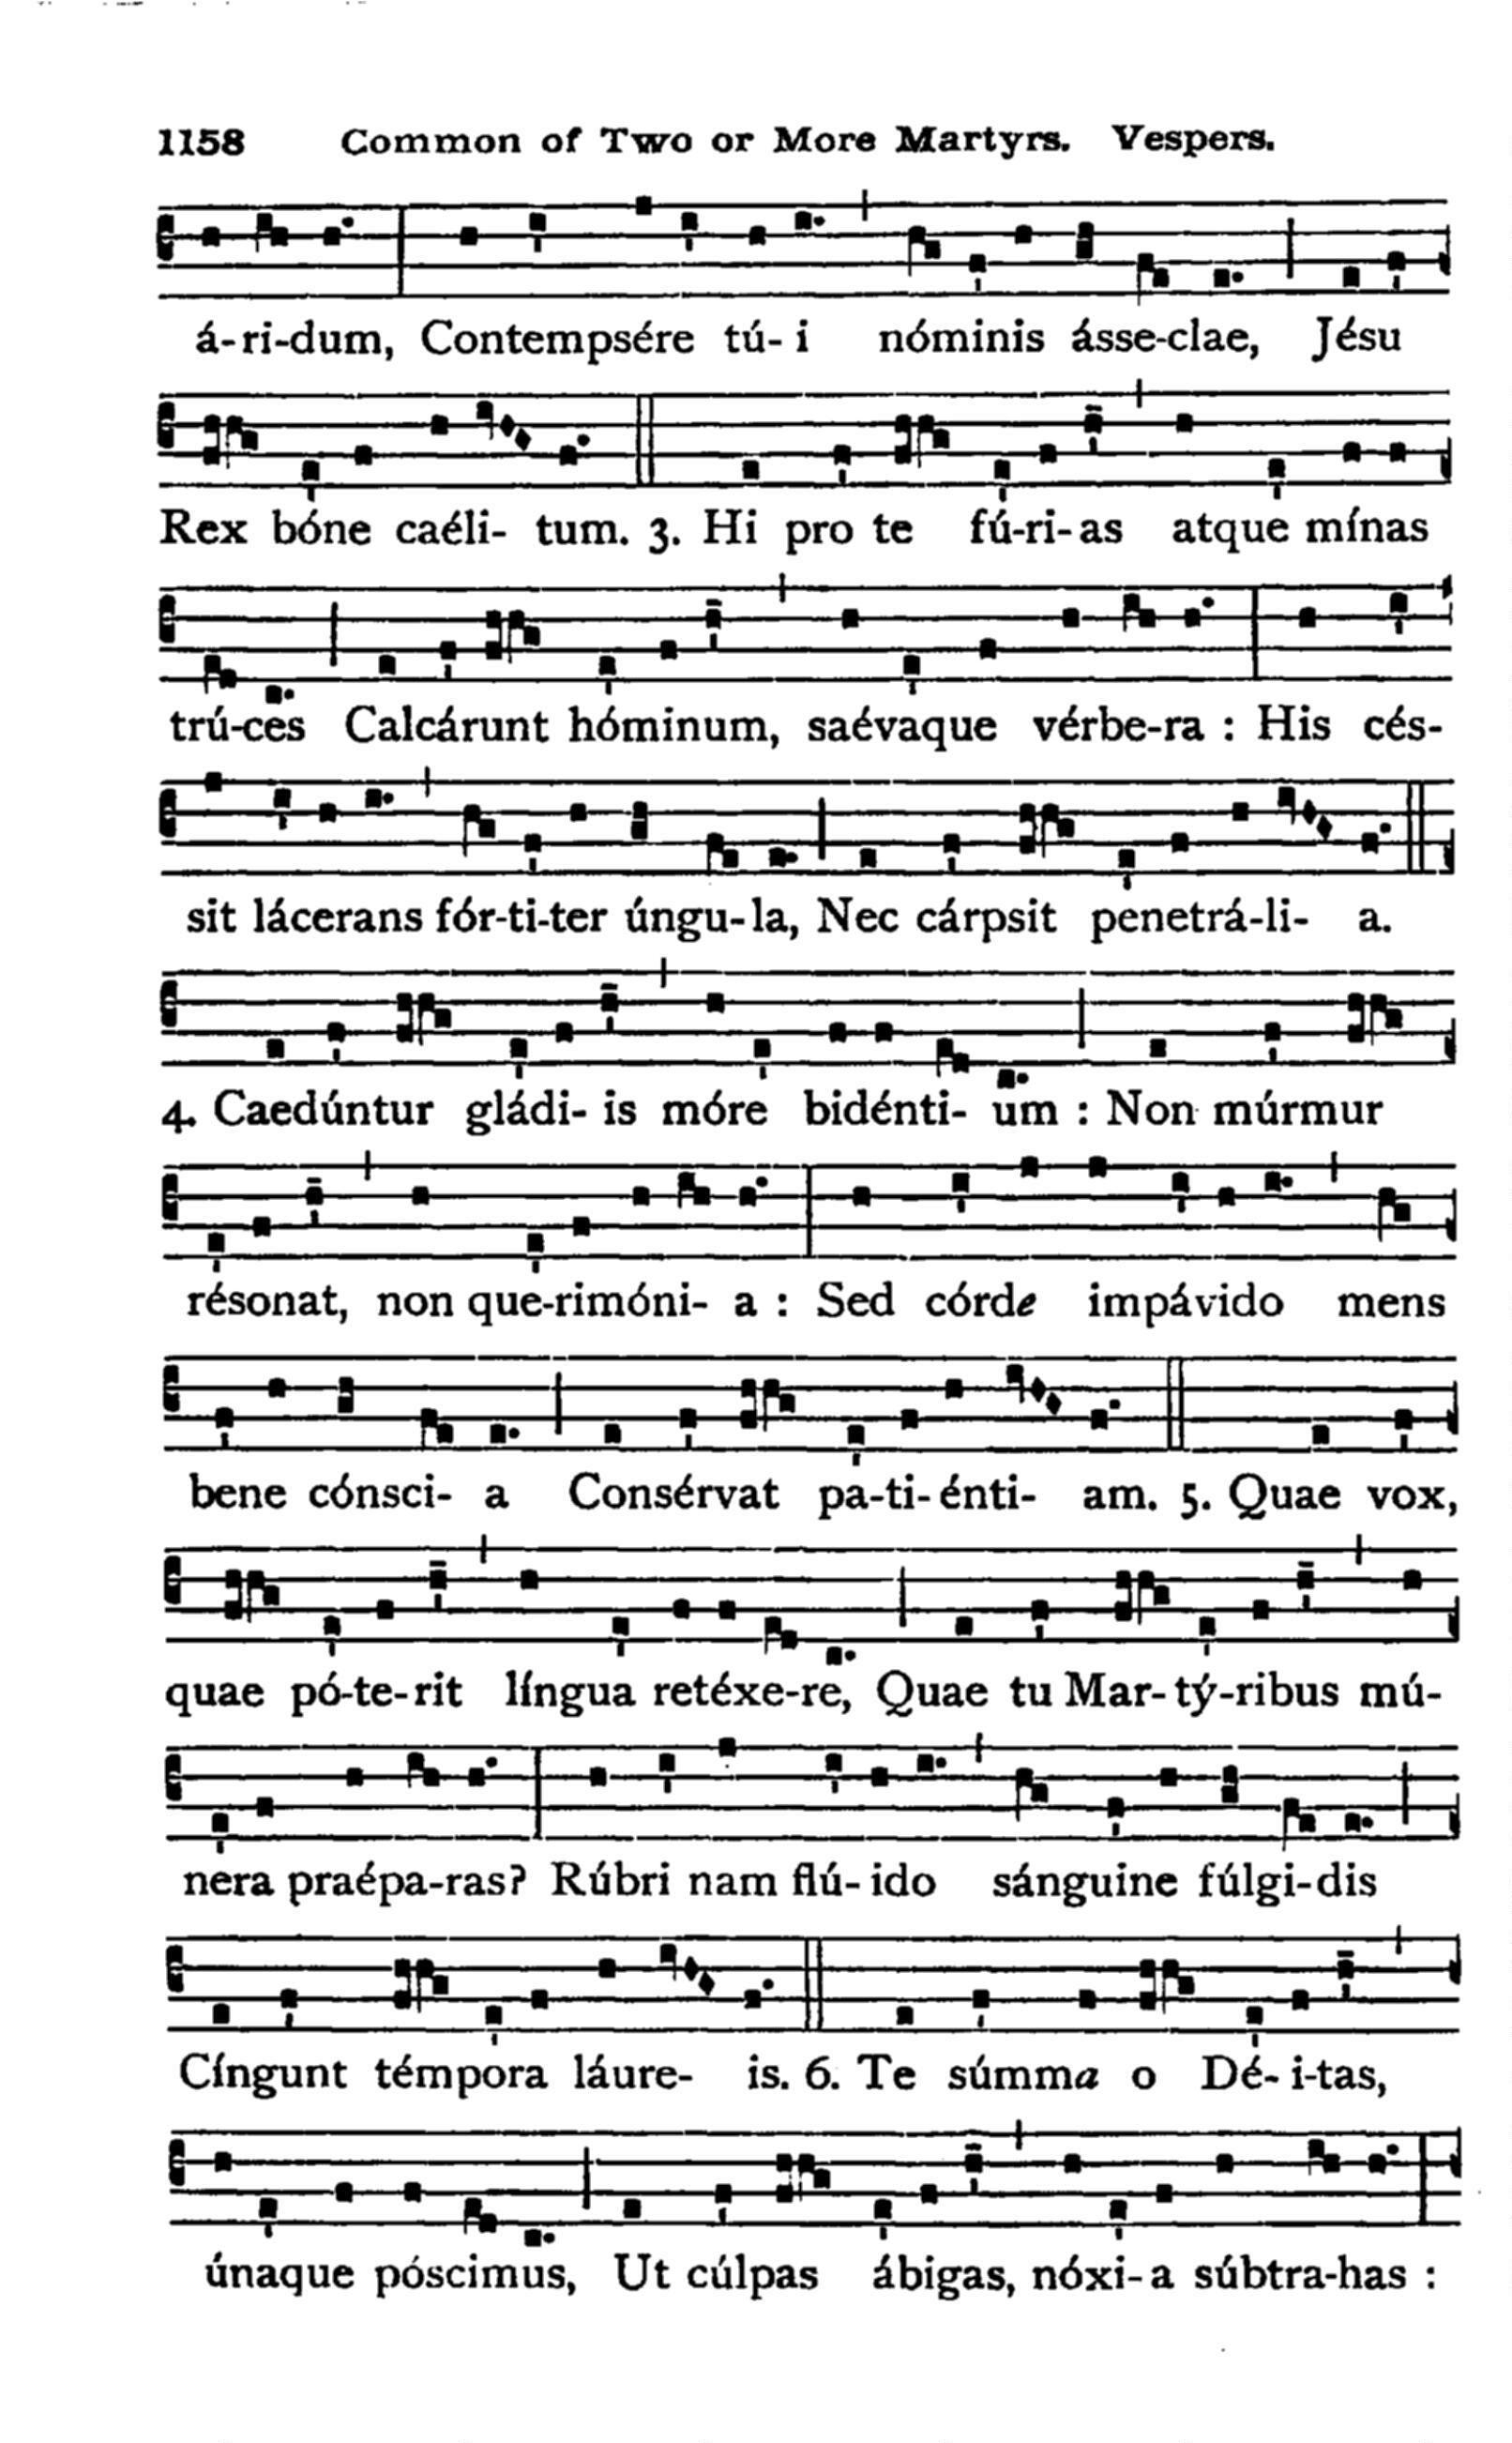 1158 Common of Two or More Martyrs. Vespers.
á-ri-dum, Contempsére tú-i nóminis ásse-clae, Jésu
Rex bóne caéli- tum. 3. Hi pro te fú-ri-as atque mínas
trú-ces Calcárunt hóminum, saévaque vérbe-ra : His cés-
sit lácerans fór-ti-ter úngu-la, Nec cárpsit penetrá-li- a.
4. Caedúntur gládi- is móre bidénti- um : Non múrmur
résonat, non que-rimóni- a : Sed córde impávido mens
bene cónsci- a Consérvat pa-ti-énti- am. 5. Quae vox,
quae pó-te-rit língua retéxe-re, Quae tu Mar-tý-ribus mú-
nera praépa-ras? Rúbri nam flú-ido sánguine fúlgi-dis
Cíngunt témpora láure- is. 6. Te súmma o Dé-i-tas,
únaque póscimus, Ut cúlpas ábigas, nóxi-a súbtra-has :